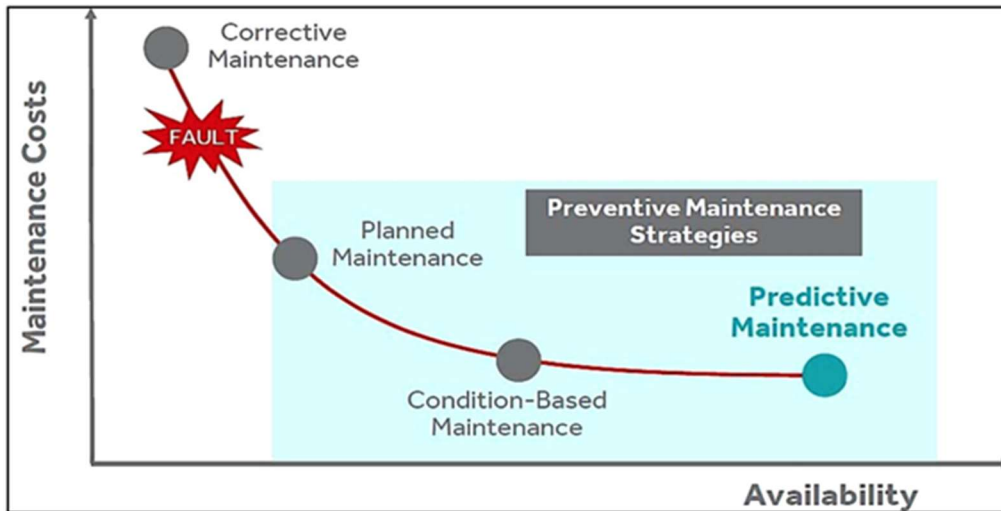 Corrective
Maintenance
FAULT
Maintenance Costs
Planned
Maintenance
Preventive Maintenance
Strategies
Predictive
Maintenance
Condition-Based
Maintenance
Availability